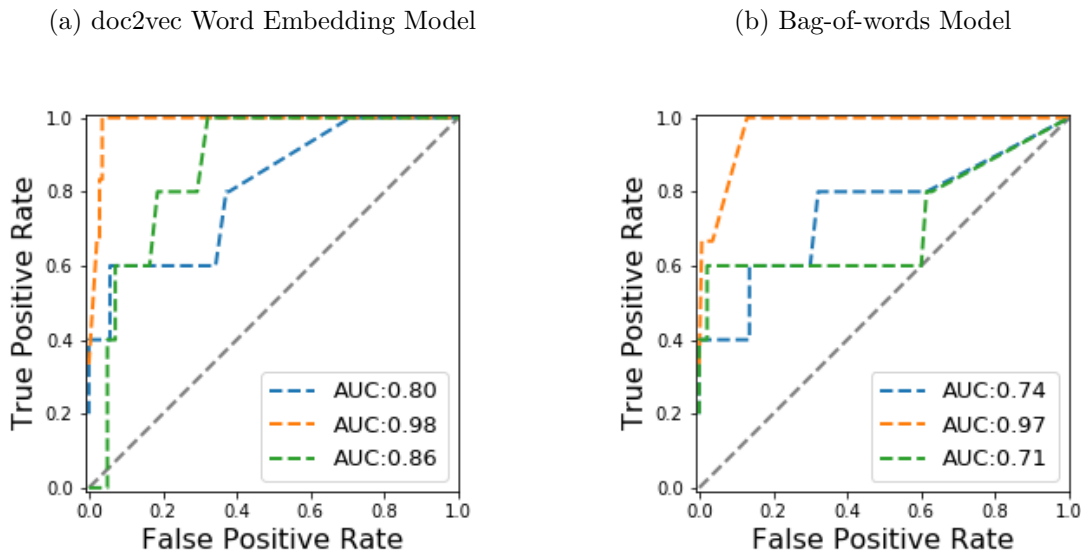 (a) doc2vec Word Embedding Model
(b) Bag-of-words Model
True Positive Rate
1.0
0.8
0.6
0.4
0.2
0.0
AUC:0.80
AUC:0.98
AUC:0.86
0.0 0.2 0.4 0.6 0.8 1.0
False Positive Rate
True Positive Rate
1.0
0.8
0.6
0.4
0.2
0.0
AUC:0.74
AUC:0.97
AUC:0.71
0.0 0.2 0.4 0.6 0.8 1.0
False Positive Rate